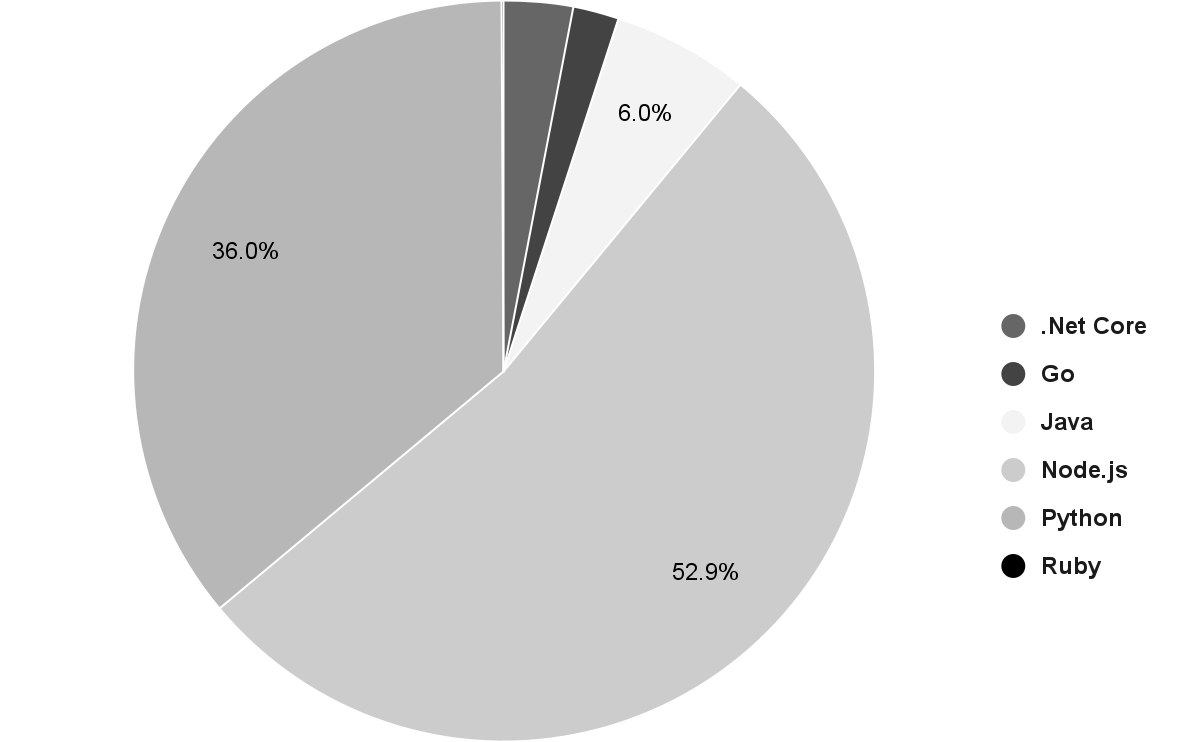 6.0%
36.0%
52.9%
.Net Core
Go
Java
Node.js
Python
Ruby